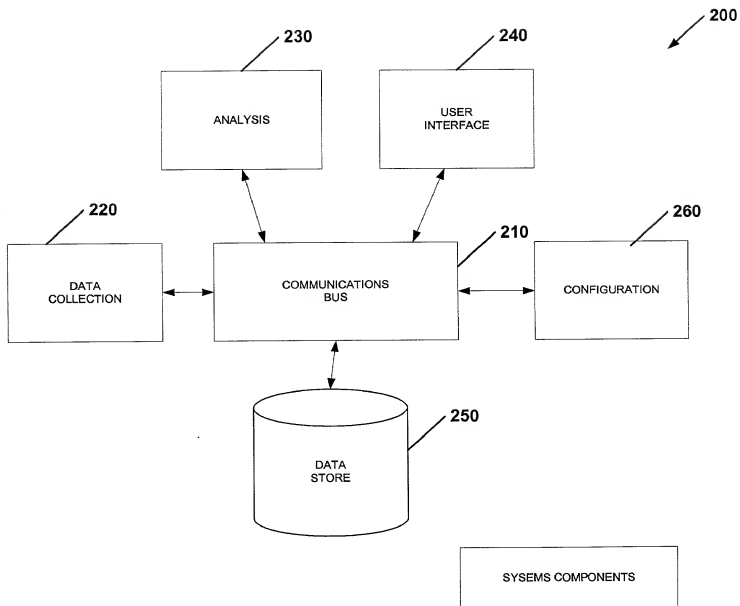 200
230
240
ANALYSIS
USER
INTERFACE
220
210
260
DATA
COLLECTION
COMMUNICATIONS
BUS
CONFIGURATION
250
DATA
STORE
SYSEMS COMPONENTS